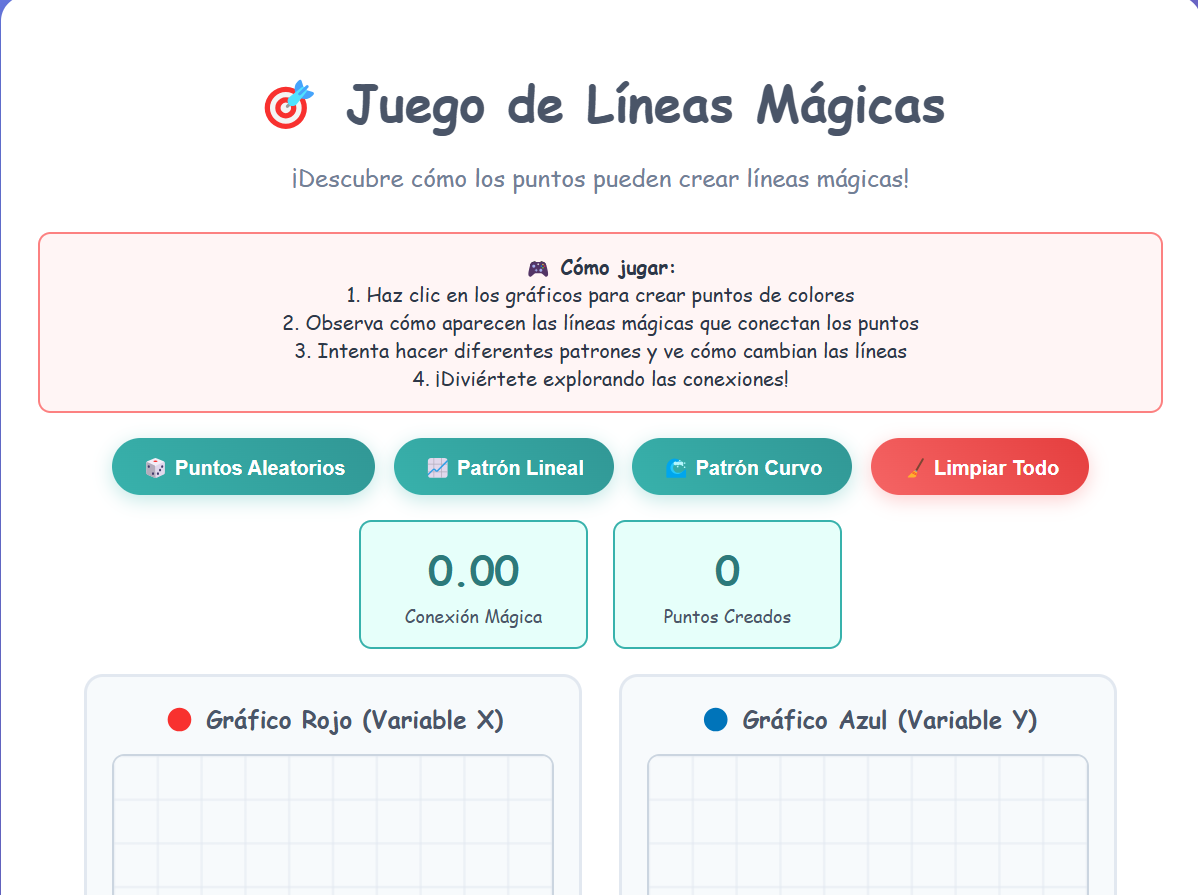 Juego de Líneas Mágicas
¡Descubre cómo los puntos pueden crear líneas mágicas!
Cómo jugar:
1. Haz clic en los gráficos para crear puntos de colores
2. Observa cómo aparecen las líneas mágicas que conectan los puntos
3. Intenta hacer diferentes patrones y ve cómo cambian las líneas
4. ¡Diviértete explorando las conexiones!
Puntos Aleatorios
Patrón Lineal
Patrón Curvo
Limpiar Todo
0.00
Conexión Mágica
0
Puntos Creados
Gráfico Rojo (Variable X)
Gráfico Azul (Variable Y)